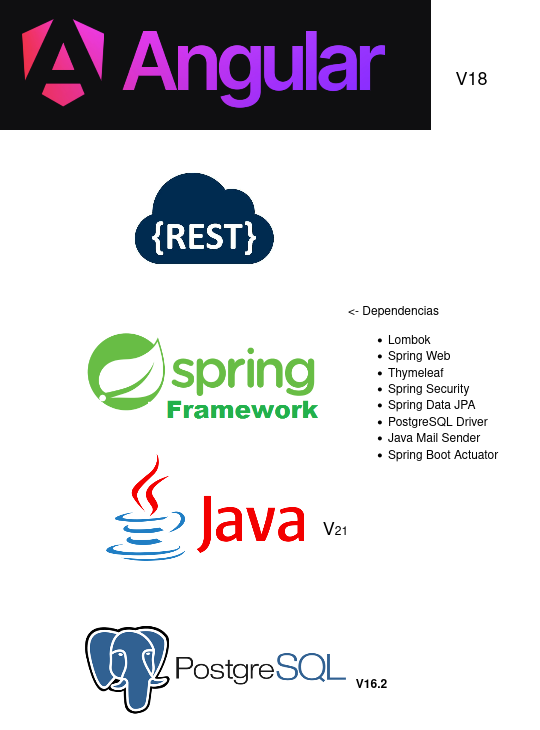 Angular
V18
{REST}
<- Dependencias
Lombok
Spring Web
Thymeleaf
Spring Security
Spring Data JPA
PostgreSQL Driver
Java Mail Sender
Spring Boot Actuator
spring
Framework
Java
V21
PostgreSQL
V16.2